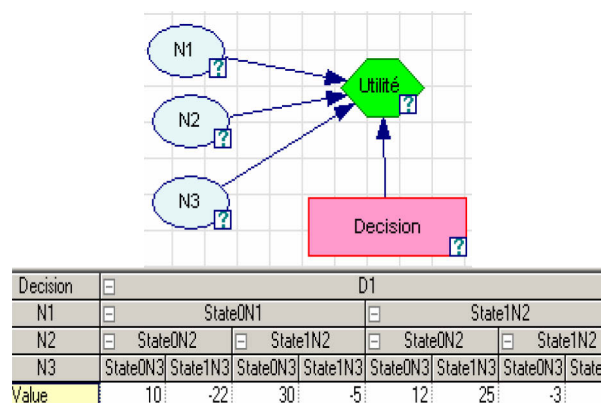 N1
?
Utilité
?
N2
?
N3
?
Decision
?
Decision D1
N1 State0N1 State1N2
N2 State0N2 State1N2 State0N2 State1N2
N3 State0N3 State1N3 State0N3 State1N3 State0N3 State1N3 State0N3 State
Value 10 -22 30 -5 12 25 -3